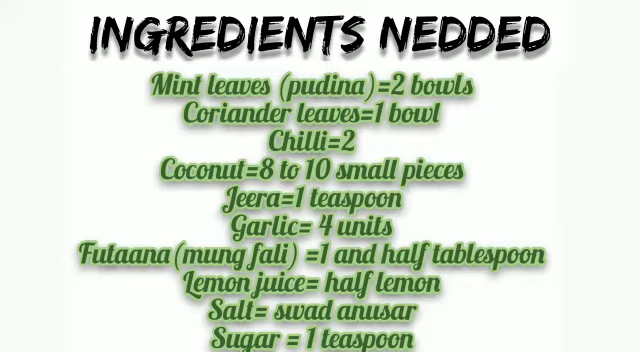 INGREDIENTS NEDDED
Mint leaves (pudina)=2 bowls
Coriander leaves=1 bowl
Chilli=2
Coconut=8 to 10 small pieces
Jeera=1 teaspoon
Garlic= 4 units
Futaana(mung fali) =1 and half tablespoon
Lemon juice= half lemon
Salt= swad anusar
Sugar = 1 teaspoon